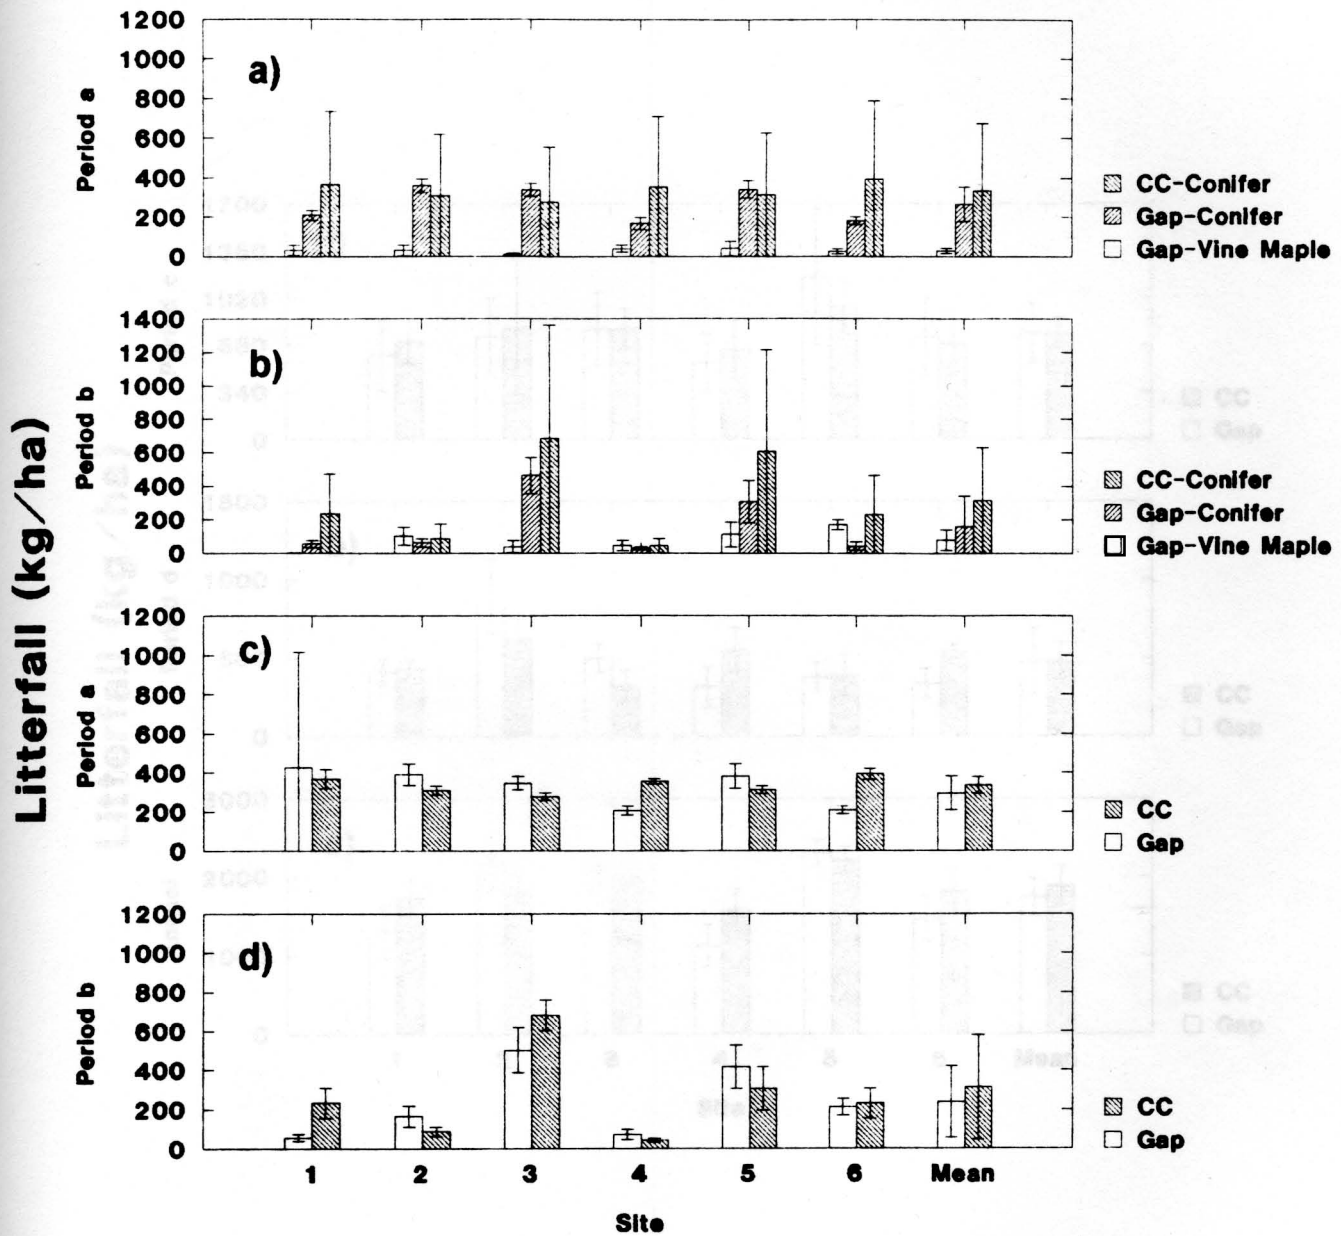 Litterfall (kg/ha)
Period a
1200
1000
800
600
400
200
0
a)
CC-Conifer
Gap-Conifer
Gap-Vine Maple
Period b
1400
1200
1000
800
600
400
200
0
b)
CC-Conifer
Gap-Conifer
Gap-Vine Maple
Period a
1200
1000
800
600
400
200
0
c)
CC
Gap
Period b
1200
1000
800
600
400
200
0
d)
CC
Gap
1 2 3 4 5 6 Mean
Site